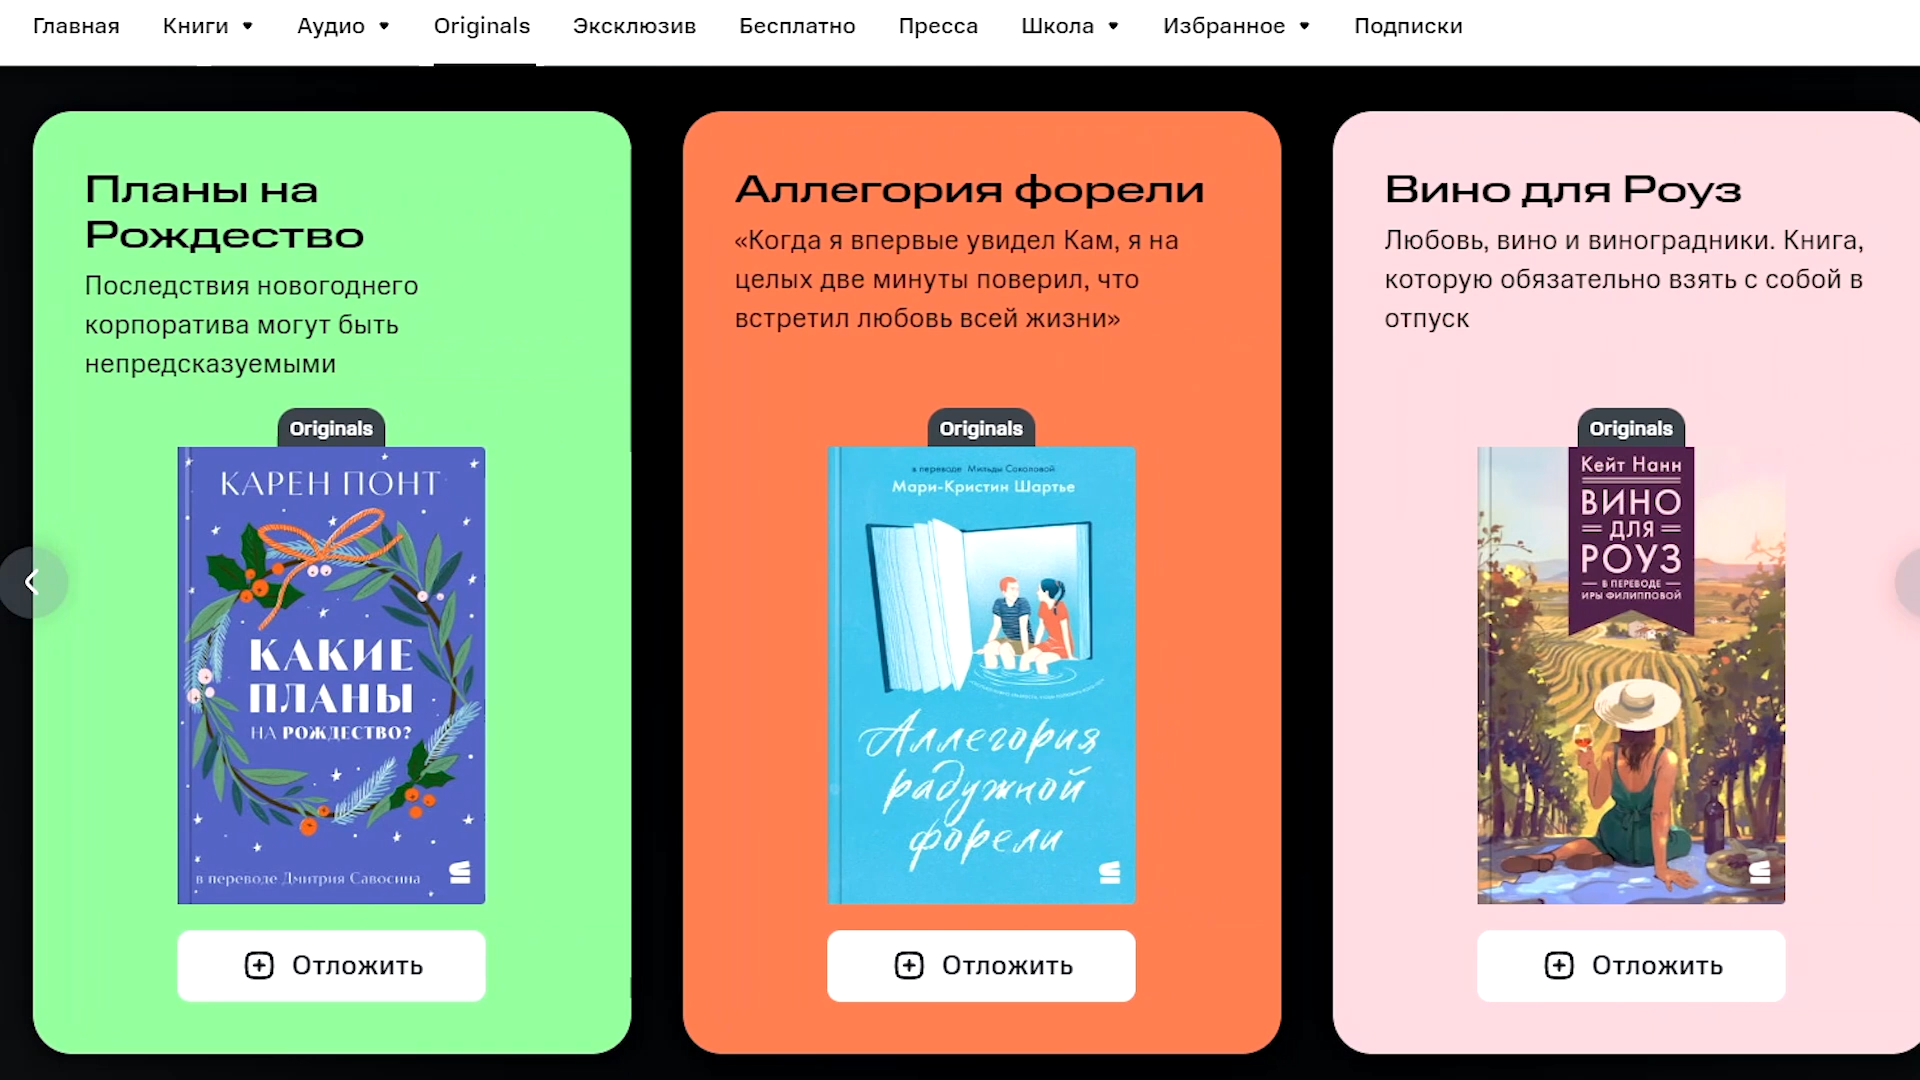 Главная Книги Аудио Originals Эксклюзив Бесплатно Пресса Школа Избранное Подписки
Планы на
Рождество
Последствия новогоднего
корпоратива могут быть
непредсказуемыми
Originals
КАРЕН ПОНТ
КАКИЕ
ПЛАНЫ
НА РОЖДЕСТВО?
в переводе Дмитрия Савосина
Отложить
Аллегория форели
«Когда я впервые увидел Кам, я на
целых две минуты поверил, что
встретил любовь всей жизни»
Originals
в переводе Мильды Соколовой
Мари-Кристин Шартье
Аллегория
радужной
форели
Отложить
Вино для Роуз
Любовь, вино и виноградники. Книга,
которую обязательно взять с собой в
отпуск
Originals
Кейт Нанн
ВИНО
ДЛЯ
РОУЗ
В ПЕРЕВОДЕ
ИРЫ ФИЛИППОВОЙ
Отложить